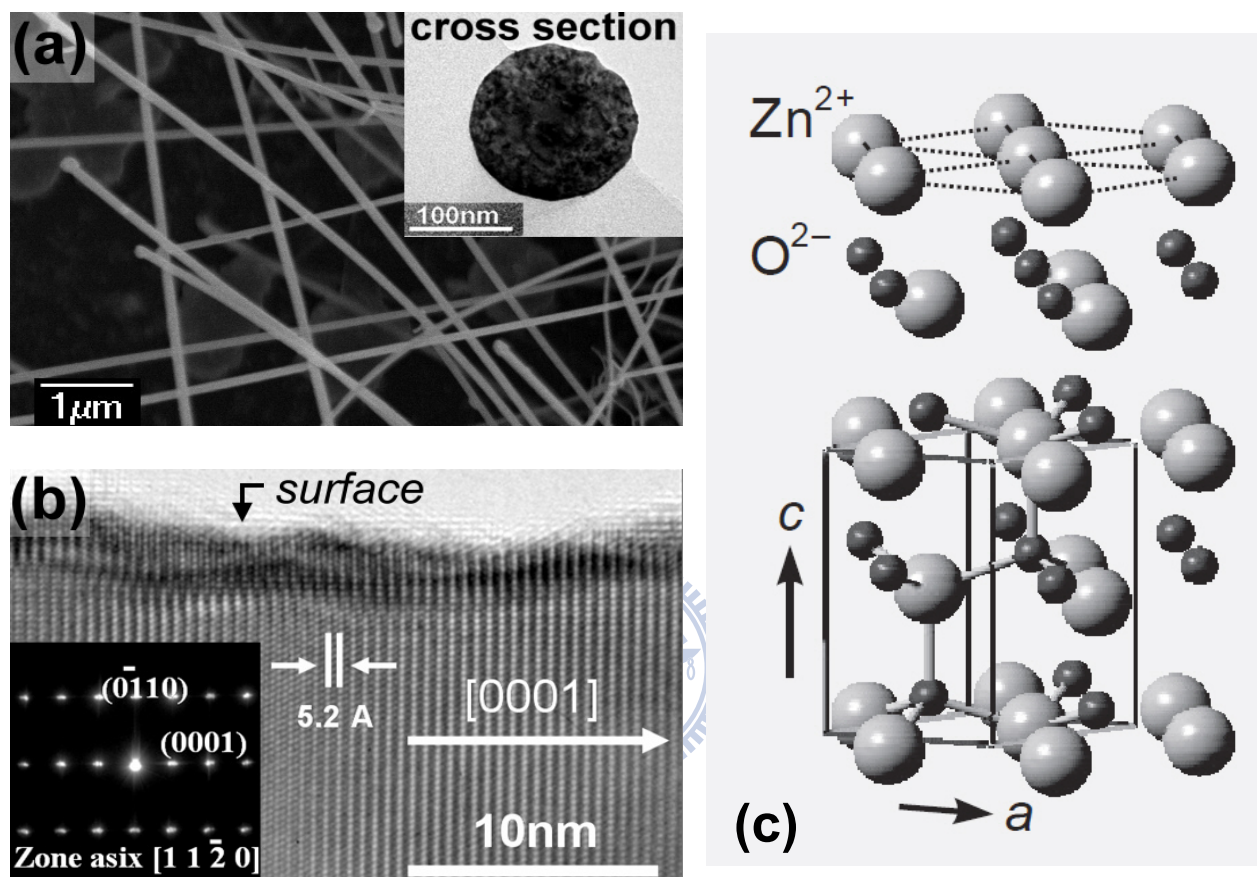 (a)
cross section
100nm
1μm
(b)
surface
5.2 A
[0001]
10nm
(0̄110)
(0001)
Zone asix [1 1 2̄ 0]
Zn²⁺
O²⁻
c
a
(c)